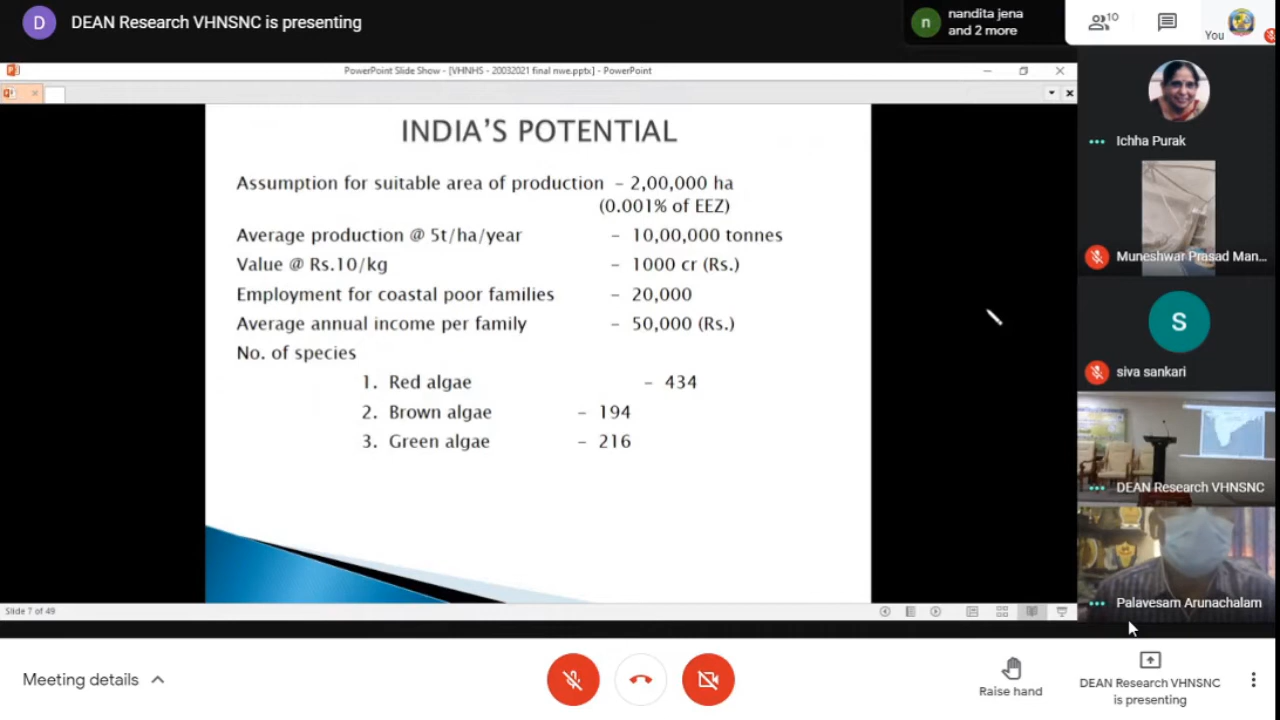 D DEAN Research VHNSNC is presenting
n nandita jena
and 2 more
10
You
PowerPoint Slide Show - [VHNHS - 20032021 final nwe.pptx] - PowerPoint
INDIA'S POTENTIAL
Assumption for suitable area of production – 2,00,000 ha
(0.001% of EEZ)
Average production @ 5t/ha/year – 10,00,000 tonnes
Value @ Rs.10/kg – 1000 cr (Rs.)
Employment for coastal poor families – 20,000
Average annual income per family – 50,000 (Rs.)
No. of species
1. Red algae – 434
2. Brown algae – 194
3. Green algae – 216
Slide 7 of 49
Ichha Purak
Muneshwar Prasad Man...
S
siva sankari
DEAN Research VHNSNC
Palavesam Arunachalam
Meeting details
Raise hand
DEAN Research VHNSNC
is presenting